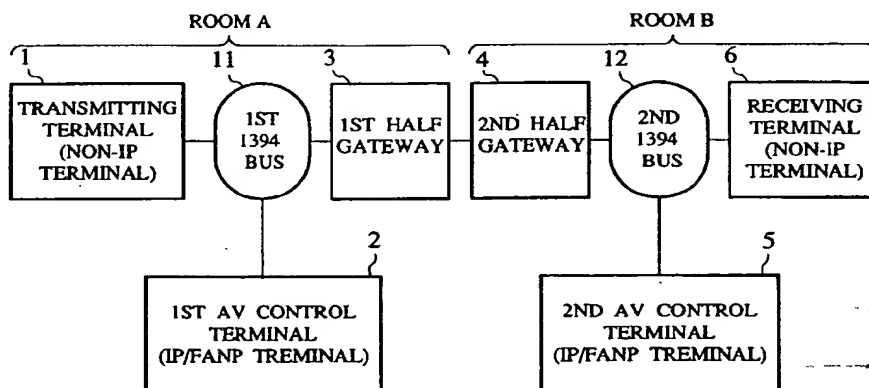 ROOM A
ROOM B
1
11
3
4
12
6
TRANSMITTING
TERMINAL
(NON-IP
TERMINAL)
1ST
1394
BUS
1ST HALF
GATEWAY
2ND HALF
GATEWAY
2ND
1394
BUS
RECEIVING
TERMINAL
(NON-IP
TERMINAL)
2
5
1ST AV CONTROL
TERMINAL
(IP/FANP TREMINAL)
2ND AV CONTROL
TERMINAL
(IP/FANP TREMINAL)